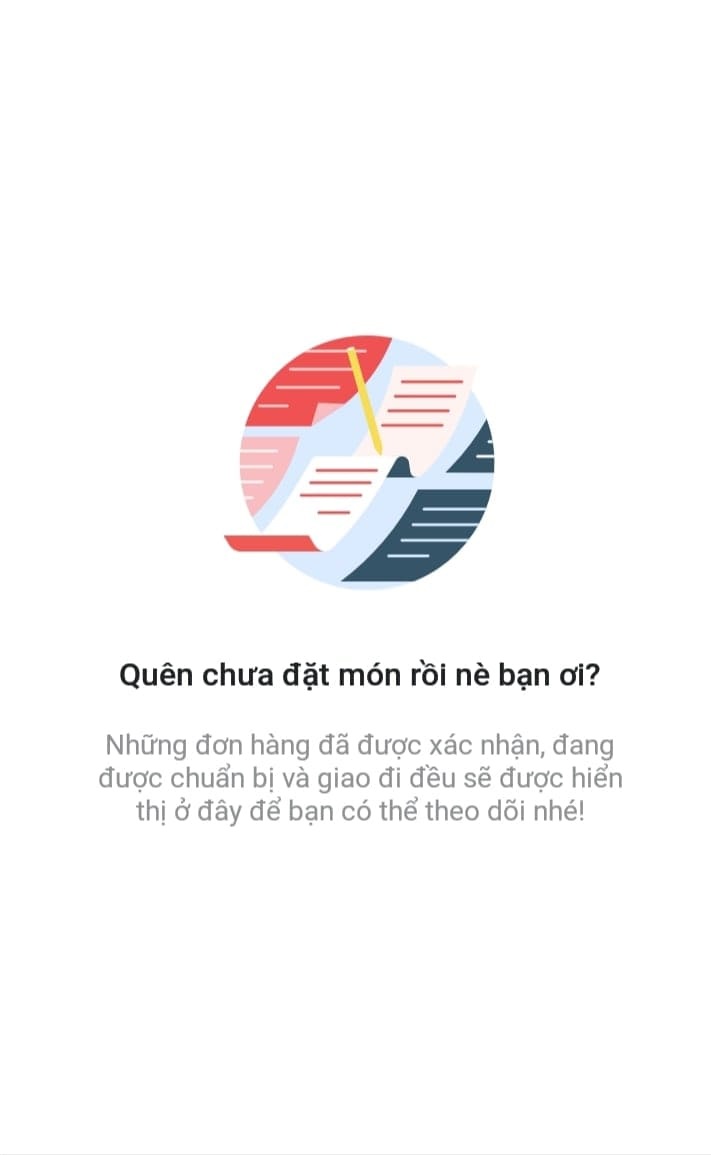 Quên chưa đặt món rồi nè bạn ơi?
Những đơn hàng đã được xác nhận, đang
được chuẩn bị và giao đi đều sẽ được hiển
thị ở đây để bạn có thể theo dõi nhé!